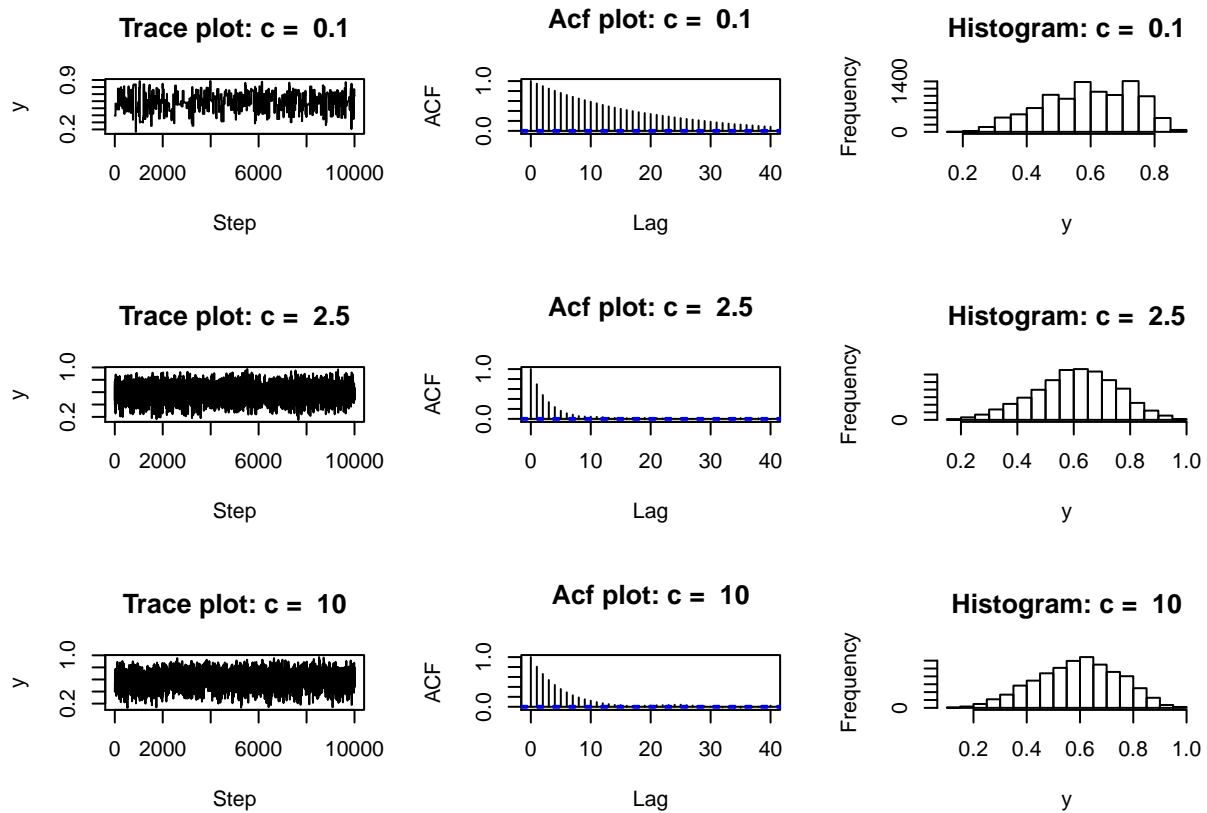 Trace plot: c = 0.1
y
0.2 0.9
0 2000 6000 10000
Step
Acf plot: c = 0.1
ACF
0.0 1.0
0 10 20 30 40
Lag
Histogram: c = 0.1
Frequency
0 1400
0.2 0.4 0.6 0.8
y
Trace plot: c = 2.5
y
0.2 1.0
0 2000 6000 10000
Step
Acf plot: c = 2.5
ACF
0.0 1.0
0 10 20 30 40
Lag
Histogram: c = 2.5
Frequency
0
0.2 0.4 0.6 0.8 1.0
y
Trace plot: c = 10
y
0.2 1.0
0 2000 6000 10000
Step
Acf plot: c = 10
ACF
0.0 1.0
0 10 20 30 40
Lag
Histogram: c = 10
Frequency
0
0.2 0.4 0.6 0.8 1.0
y